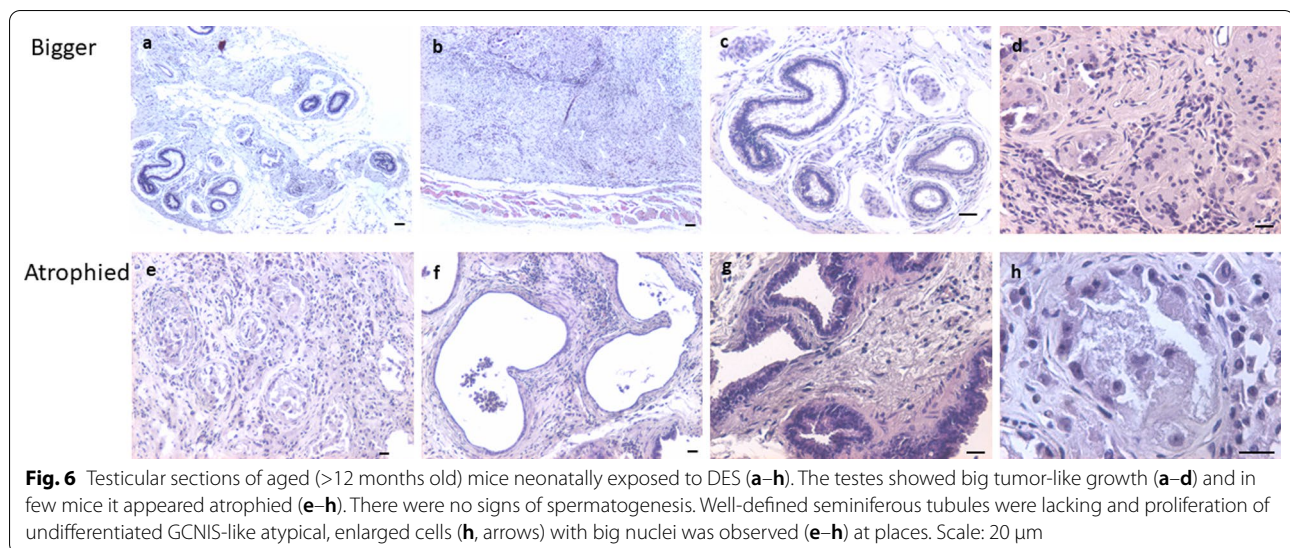 Bigger
a
b
c
d
Atrophied
e
f
g
h
Fig. 6 Testicular sections of aged (>12 months old) mice neonatally exposed to DES (a–h). The testes showed big tumor-like growth (a–d) and in
few mice it appeared atrophied (e–h). There were no signs of spermatogenesis. Well-defined seminiferous tubules were lacking and proliferation of
undifferentiated GCNIS-like atypical, enlarged cells (h, arrows) with big nuclei was observed (e–h) at places. Scale: 20 μm